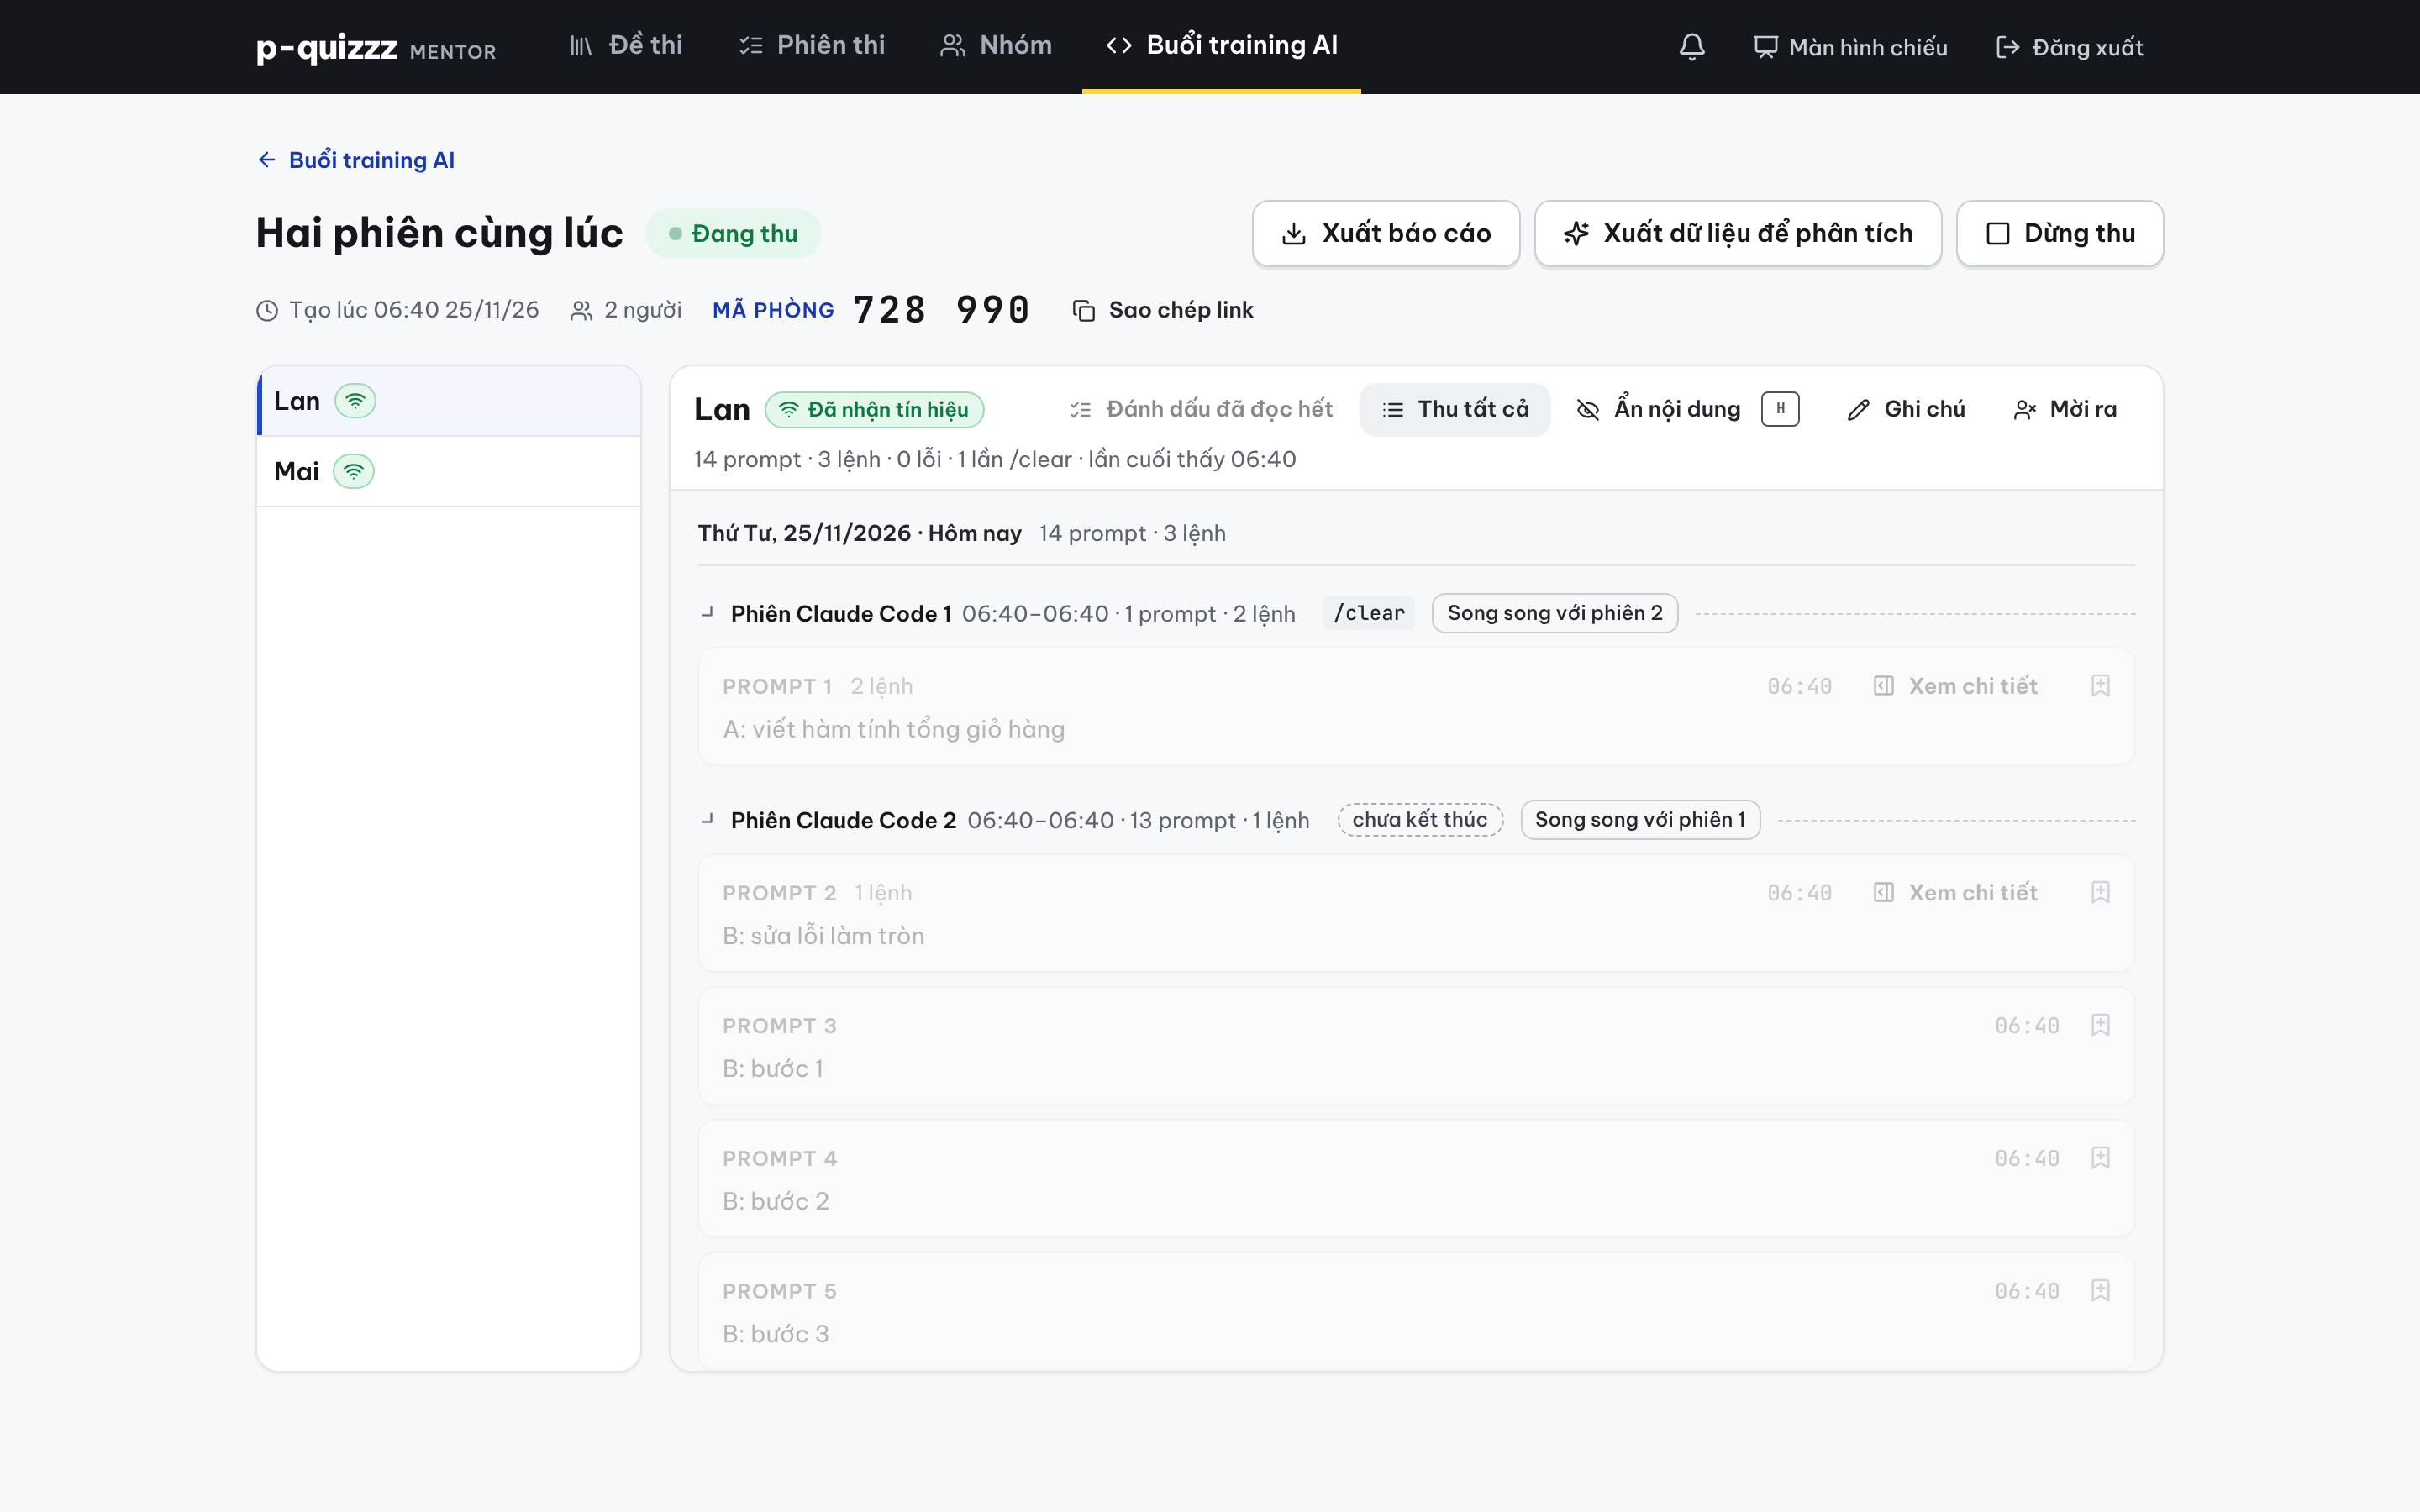 p-quizzz MENTOR Đề thi Phiên thi Nhóm Buổi training AI Màn hình chiếu Đăng xuất
Buổi training AI
Hai phiên cùng lúc Đang thu Xuất báo cáo Xuất dữ liệu để phân tích Dừng thu
Tạo lúc 06:40 25/11/26 2 người MÃ PHÒNG 728 990 Sao chép link
Lan
Mai
Lan Đã nhận tín hiệu Đánh dấu đã đọc hết Thu tất cả Ẩn nội dung H Ghi chú Mời ra
14 prompt · 3 lệnh · 0 lỗi · 1 lần /clear · lần cuối thấy 06:40
Thứ Tư, 25/11/2026 · Hôm nay 14 prompt · 3 lệnh
Phiên Claude Code 1 06:40–06:40 · 1 prompt · 2 lệnh /clear Song song với phiên 2
PROMPT 1 2 lệnh 06:40 Xem chi tiết
A: viết hàm tính tổng giỏ hàng
Phiên Claude Code 2 06:40–06:40 · 13 prompt · 1 lệnh chưa kết thúc Song song với phiên 1
PROMPT 2 1 lệnh 06:40 Xem chi tiết
B: sửa lỗi làm tròn
PROMPT 3 06:40
B: bước 1
PROMPT 4 06:40
B: bước 2
PROMPT 5 06:40
B: bước 3